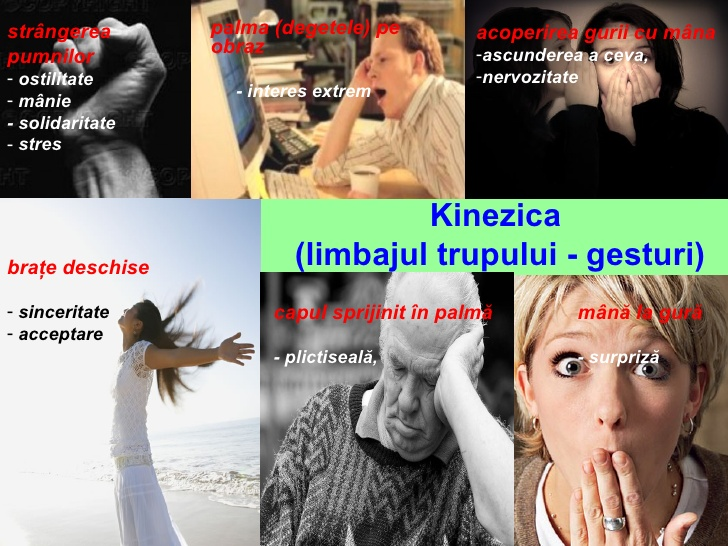 strângerea
pumnilor
- ostilitate
- mânie
- solidaritate
- stres
palma (degetele) pe
obraz
- interes extrem
acoperirea gurii cu mâna
-ascunderea a ceva,
-nervozitate
Kinezica
(limbajul trupului - gesturi)
brațe deschise
- sinceritate
- acceptare
capul sprijinit în palmă
- plictiseală,
mână la gură
- surpriză